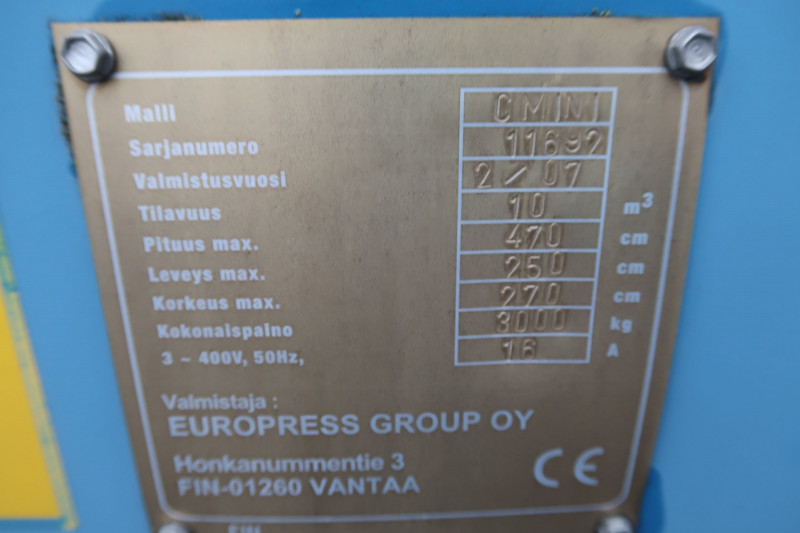 Malli CMINI
Sarjanumero 11692
Valmistusvuosi 2/07
Tilavuus 10 m³
Pituus max. 470 cm
Leveys max. 250 cm
Korkeus max. 270 cm
Kokonaispaino 3000 kg
3 ~ 400V, 50Hz, 16 A
Valmistaja :
EUROPRESS GROUP OY
Honkanummentie 3
FIN-01260 VANTAA CE